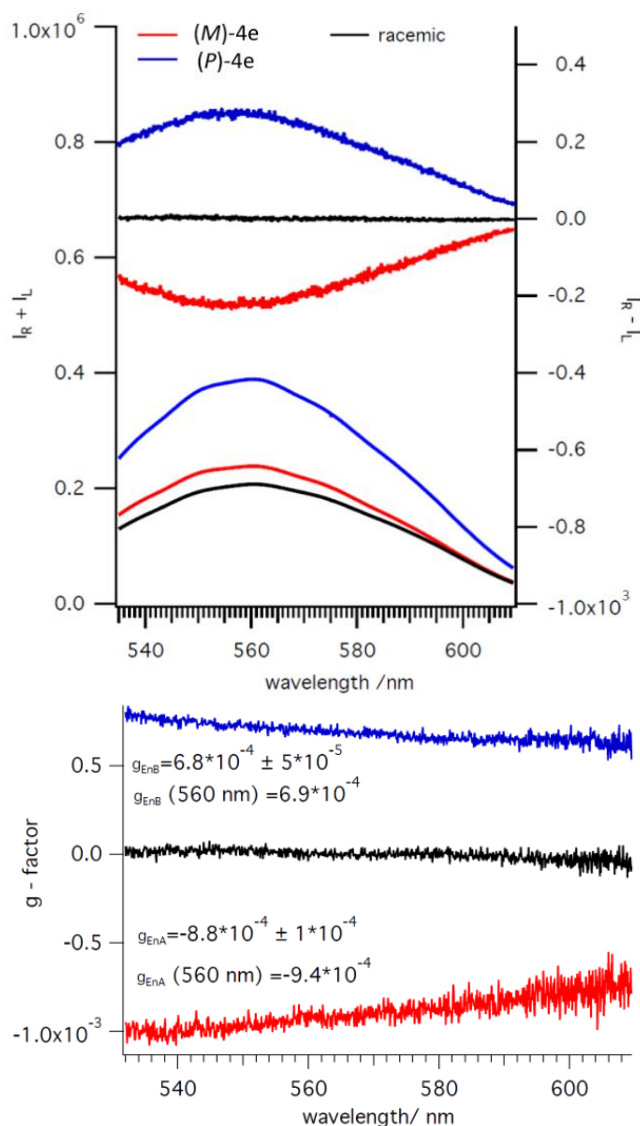 1.0x10⁶
(M)-4e
racemic
(P)-4e
0.4
0.8
0.2
0.0
0.6
I_R + I_L
I_R - I_L
-0.2
0.4
-0.4
-0.6
0.2
-0.8
0.0
-1.0x10³
540 560 580 600
wavelength /nm
0.5
g_EnB=6.8*10⁻⁴ ± 5*10⁻⁵
g_EnB (560 nm) =6.9*10⁻⁴
0.0
g - factor
-0.5
g_EnA=-8.8*10⁻⁴ ± 1*10⁻⁴
g_EnA (560 nm) =-9.4*10⁻⁴
-1.0x10⁻³
540 560 580 600
wavelength/ nm